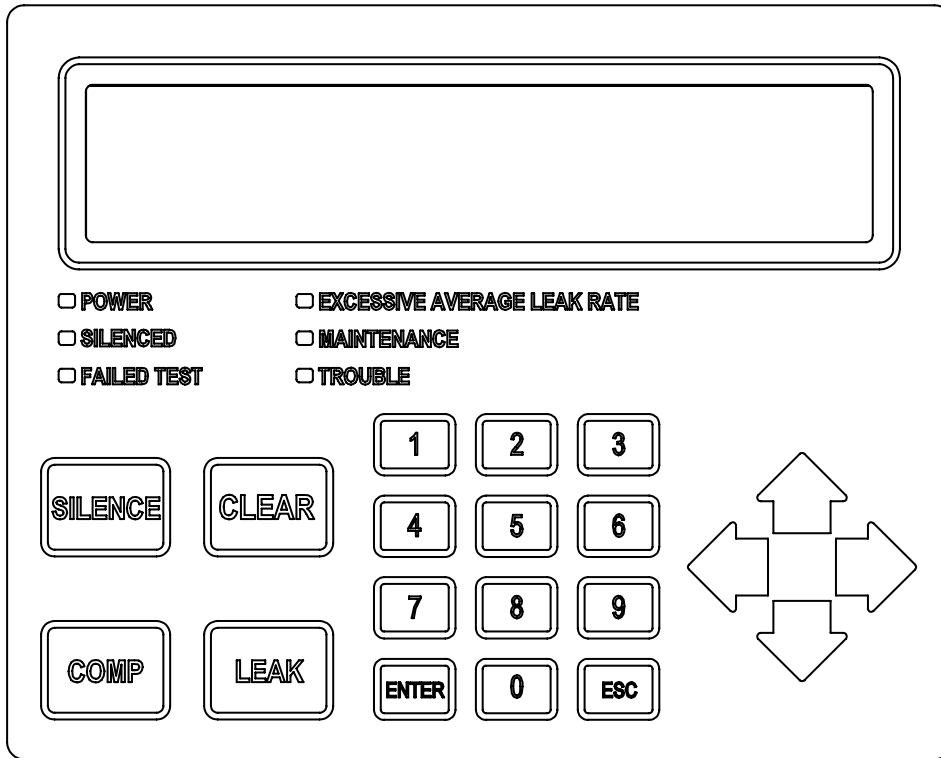 POWER EXCESSIVE AVERAGE LEAK RATE
SILENCED MAINTENANCE
FAILED TEST TROUBLE
1 2 3
SILENCE CLEAR
4 5 6
7 8 9
COMP LEAK
ENTER 0 ESC